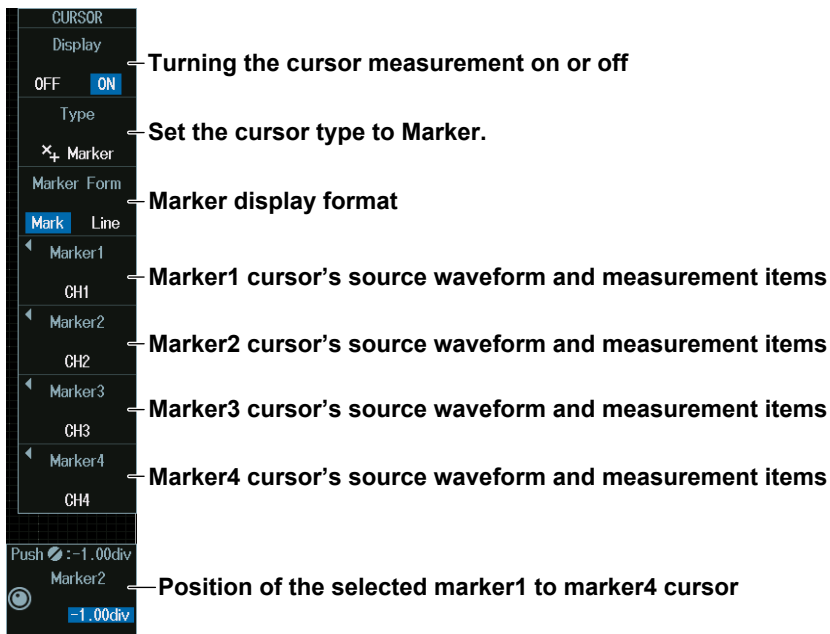 CURSOR
Display
OFF ON
Turning the cursor measurement on or off
Type
Marker
Set the cursor type to Marker.
Marker Form
Mark Line
Marker display format
Marker1
CH1
Marker1 cursor's source waveform and measurement items
Marker2
CH2
Marker2 cursor's source waveform and measurement items
Marker3
CH3
Marker3 cursor's source waveform and measurement items
Marker4
CH4
Marker4 cursor's source waveform and measurement items
Push :-1.00div
Marker2
-1.00div
Position of the selected marker1 to marker4 cursor